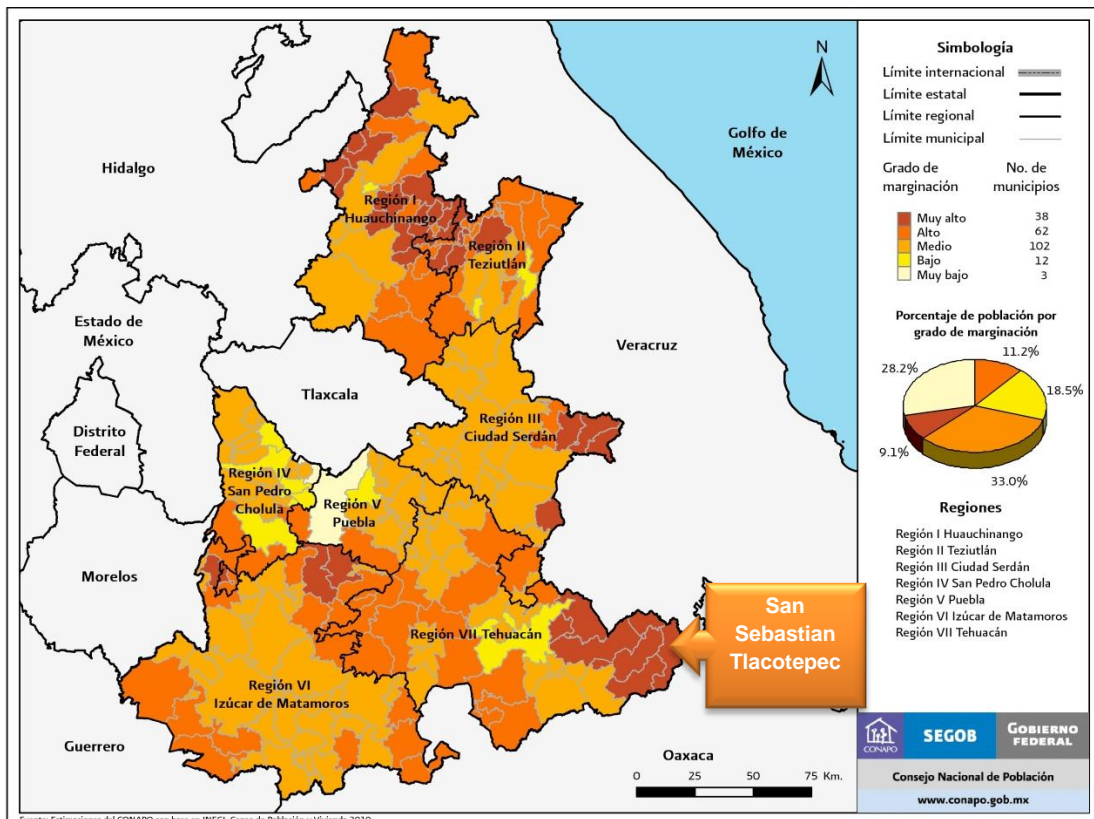 Hidalgo
Golfo de
México
N
Región I
Huauchinango
Región II
Teziutlán
Estado de
México
Veracruz
Tlaxcala
Distrito
Federal
Región III
Ciudad Serdán
Región IV
San Pedro
Cholula
Región V
Puebla
Morelos
Región VII Tehuacán
San
Sebastian
Tlacotepec
Región VI
Izúcar de Matamoros
Guerrero
Oaxaca
0 25 50 75 Km.
Simbología
Límite internacional
Límite estatal
Límite regional
Límite municipal
Grado de
marginación
No. de
municipios
Muy alto 38
Alto 62
Medio 102
Bajo 12
Muy bajo 3
Porcentaje de población por
grado de marginación
11.2%
28.2%
18.5%
9.1%
33.0%
Regiones
Región I Huauchinango
Región II Teziutlán
Región III Ciudad Serdán
Región IV San Pedro Cholula
Región V Puebla
Región VI Izúcar de Matamoros
Región VII Tehuacán
CONAPO
SEGOB
GOBIERNO
FEDERAL
Consejo Nacional de Población
www.conapo.gob.mx